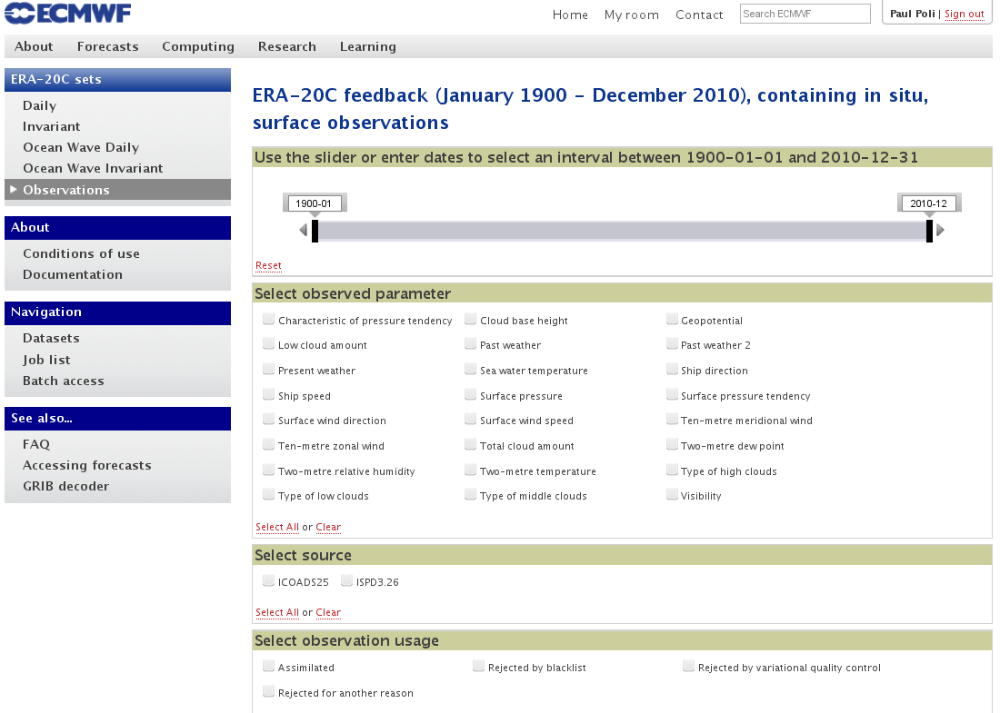 ECMWF
Home My room Contact Search ECMWF Paul Poli | Sign out
About Forecasts Computing Research Learning
ERA-20C sets
Daily
Invariant
Ocean Wave Daily
Ocean Wave Invariant
Observations
About
Conditions of use
Documentation
Navigation
Datasets
Job list
Batch access
See also...
FAQ
Accessing forecasts
GRIB decoder
ERA-20C feedback (January 1900 - December 2010), containing in situ,
surface observations
Use the slider or enter dates to select an interval between 1900-01-01 and 2010-12-31
1900-01 2010-12
Reset
Select observed parameter
Characteristic of pressure tendency Cloud base height Geopotential
Low cloud amount Past weather Past weather 2
Present weather Sea water temperature Ship direction
Ship speed Surface pressure Surface pressure tendency
Surface wind direction Surface wind speed Ten-metre meridional wind
Ten-metre zonal wind Total cloud amount Two-metre dew point
Two-metre relative humidity Two-metre temperature Type of high clouds
Type of low clouds Type of middle clouds Visibility
Select All or Clear
Select source
ICOADS25 ISPD3.26
Select All or Clear
Select observation usage
Assimilated Rejected by blacklist Rejected by variational quality control
Rejected for another reason